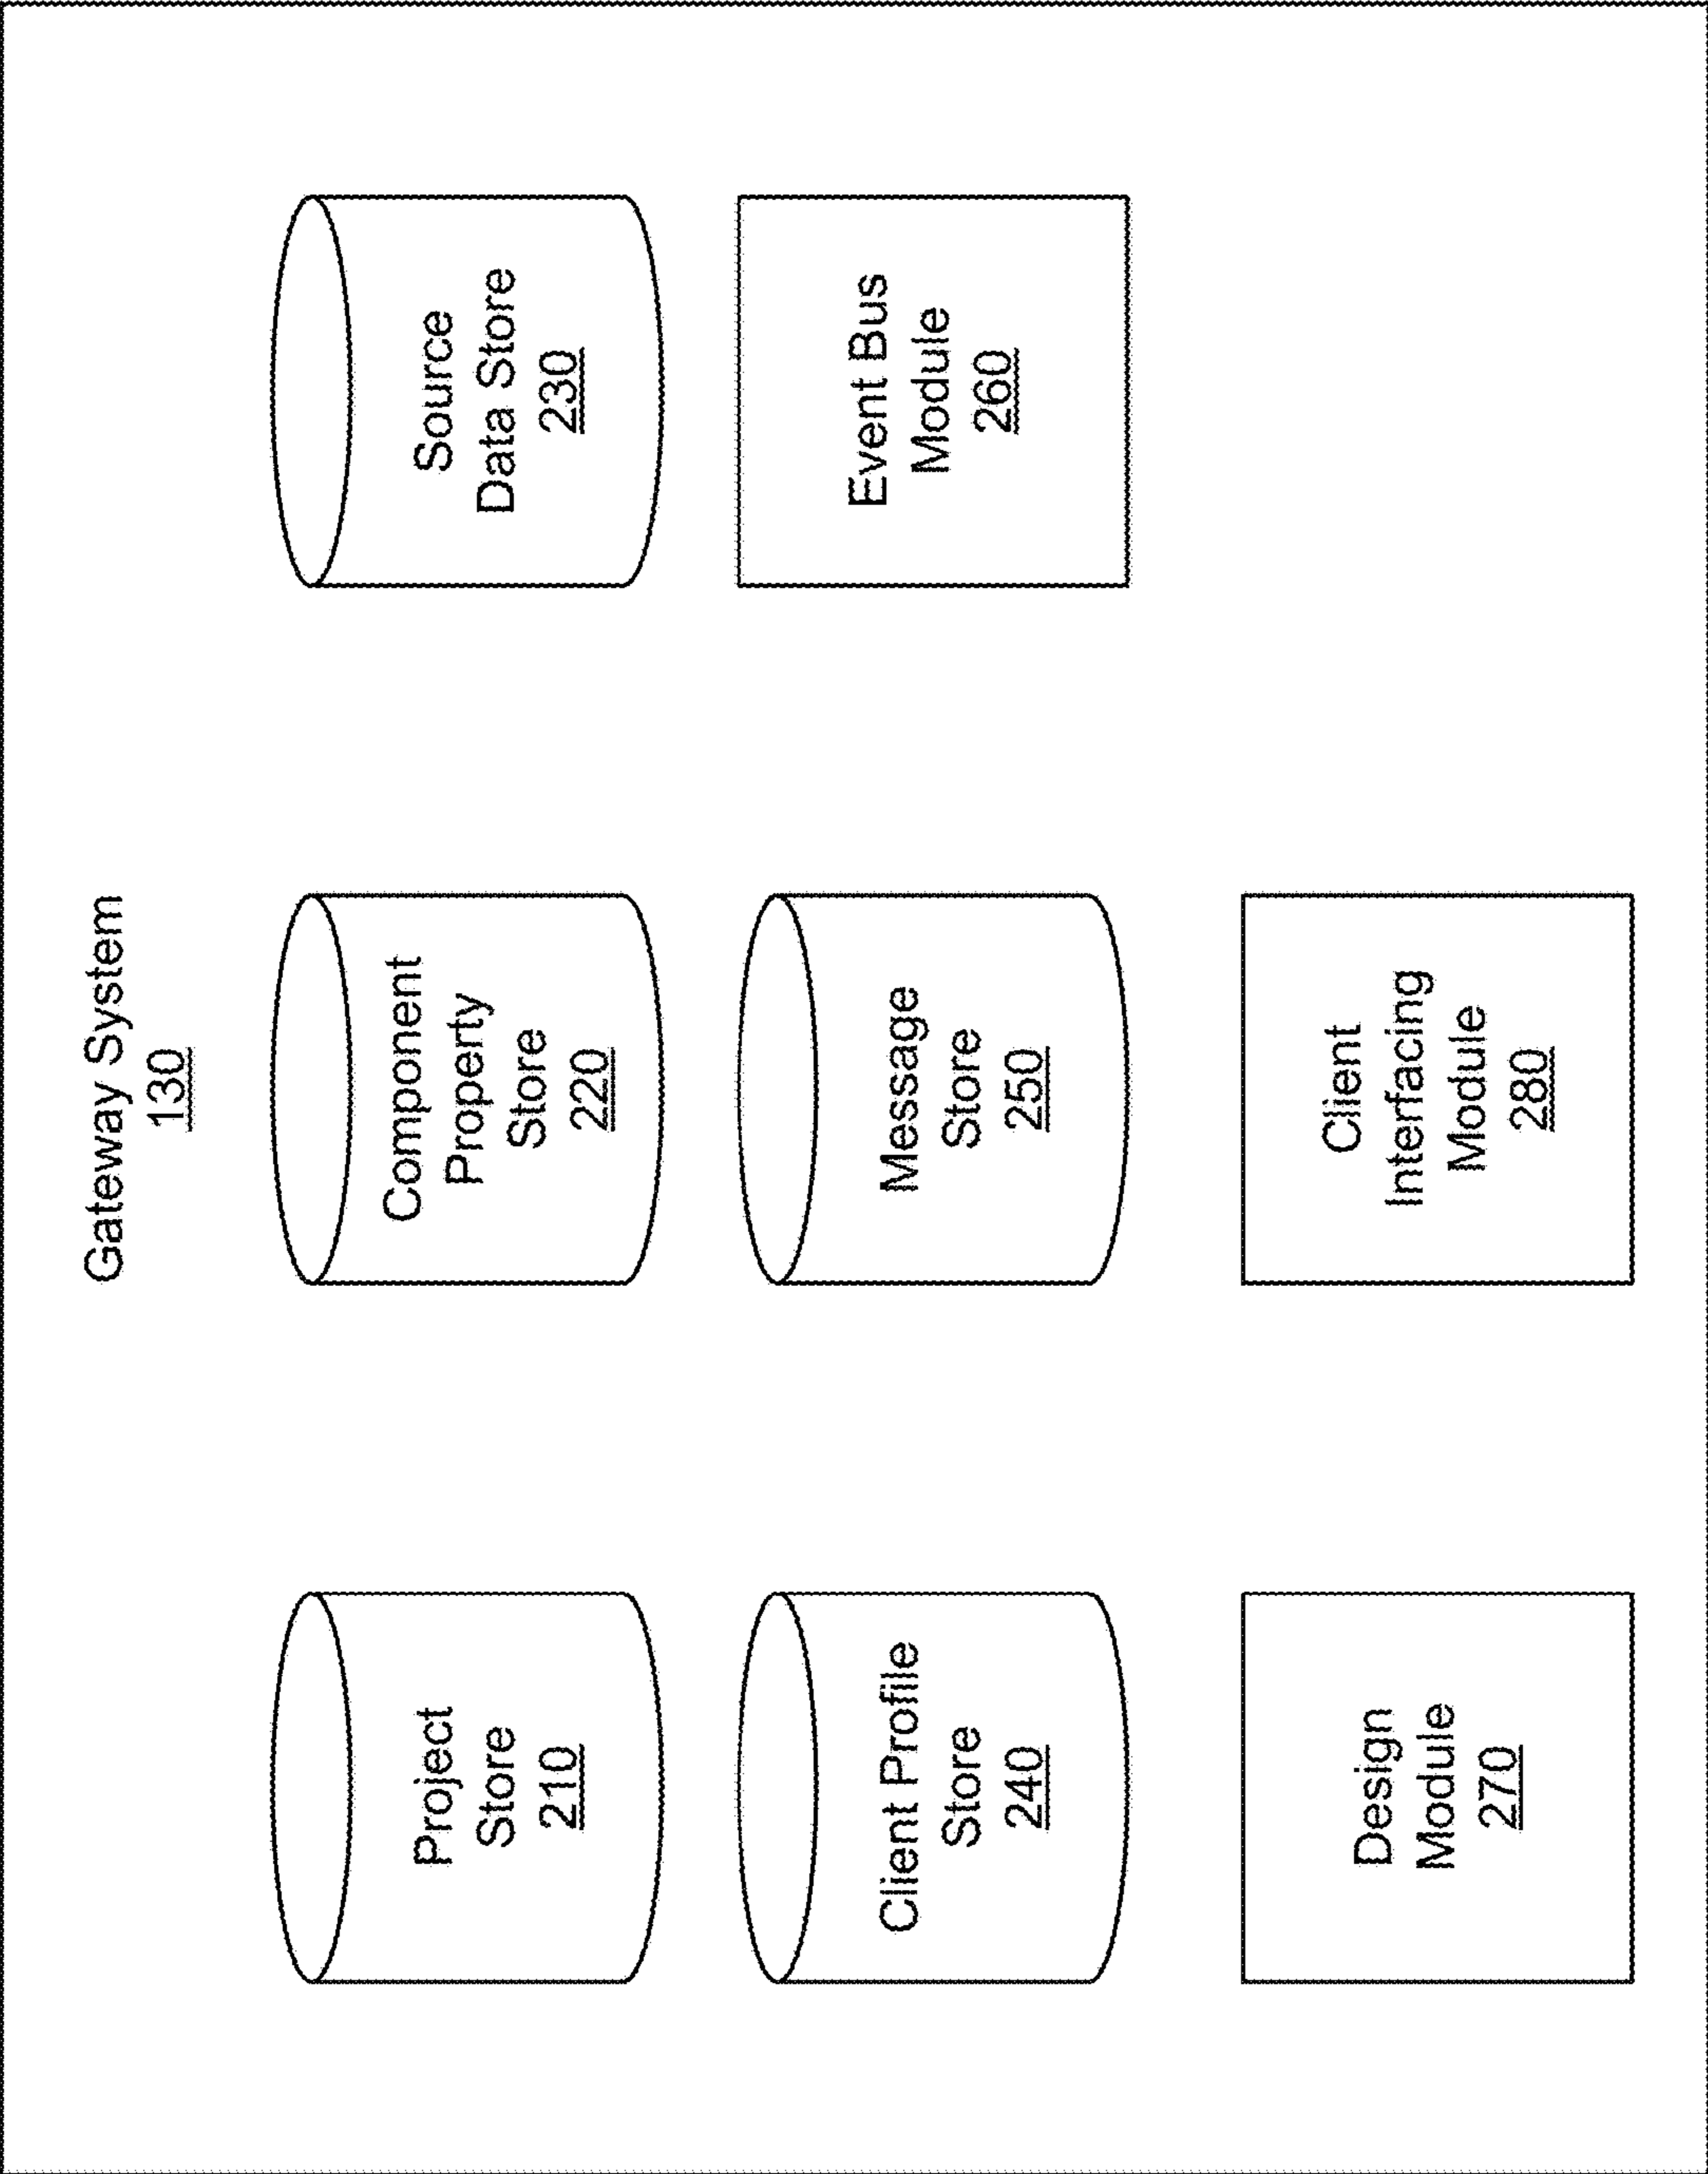 Gateway System
130
Project
Store
210
Component
Property
Store
220
Source
Data Store
230
Client Profile
Store
240
Message
Store
250
Event Bus
Module
260
Design
Module
270
Client
Interfacing
Module
280